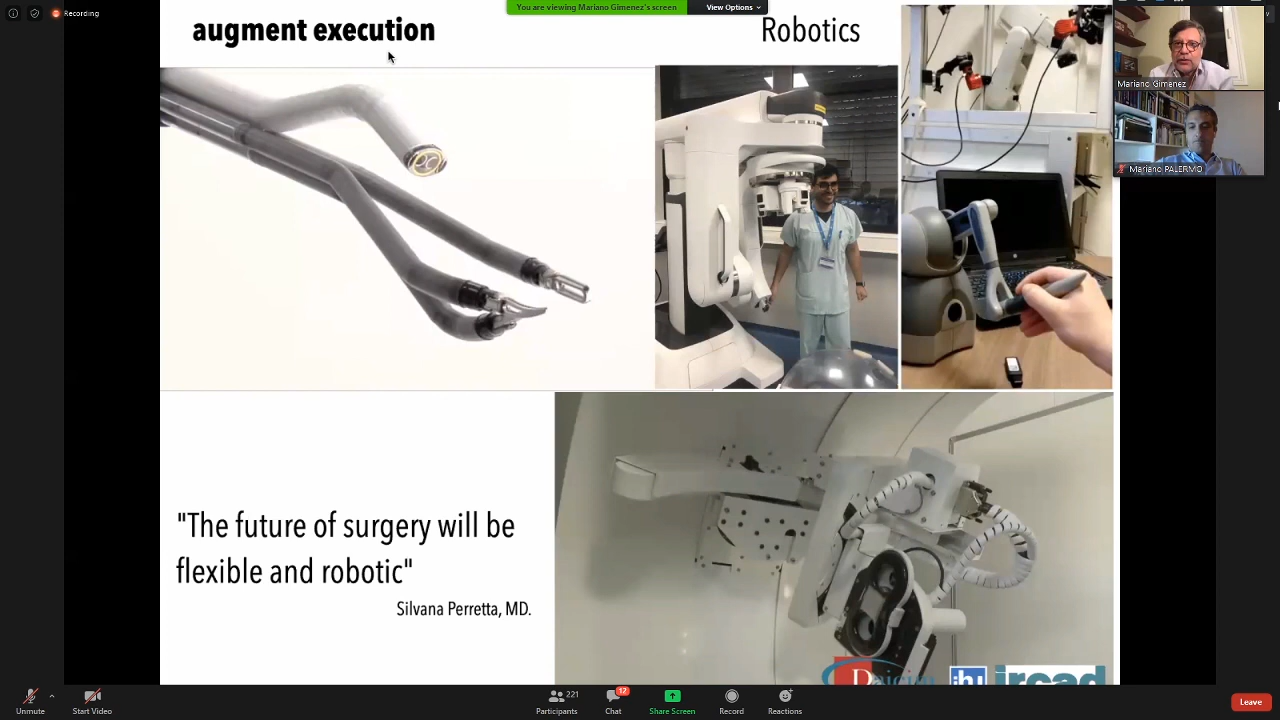 Recording
You are viewing Mariano Gimenez's screen
View Options
augment execution
Robotics
Mariano Gimenez
Mariano PALERMO
"The future of surgery will be
flexible and robotic"
Silvana Perretta, MD.
ihu
ircad
Unmute
Start Video
221
Participants
12
Chat
Share Screen
Record
Reactions
Leave